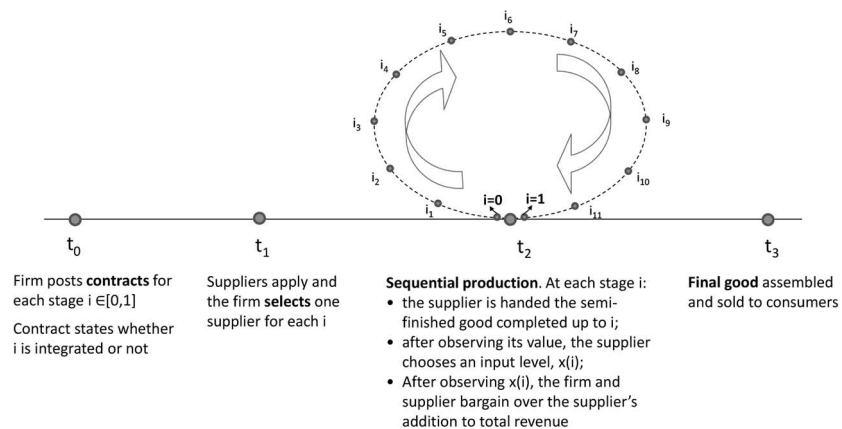 i₆
i₅
i₇
i₄
i₈
i₃
i₉
i₂
i₁₀
i=0
i=1
i₁
i₁₁
t₀
t₁
t₂
t₃
Firm posts contracts for
each stage i ∈[0,1]
Contract states whether
i is integrated or not
Suppliers apply and
the firm selects one
supplier for each i
Sequential production. At each stage i:
• the supplier is handed the semi-
finished good completed up to i;
• after observing its value, the supplier
chooses an input level, x(i);
• After observing x(i), the firm and
supplier bargain over the supplier's
addition to total revenue
Final good assembled
and sold to consumers